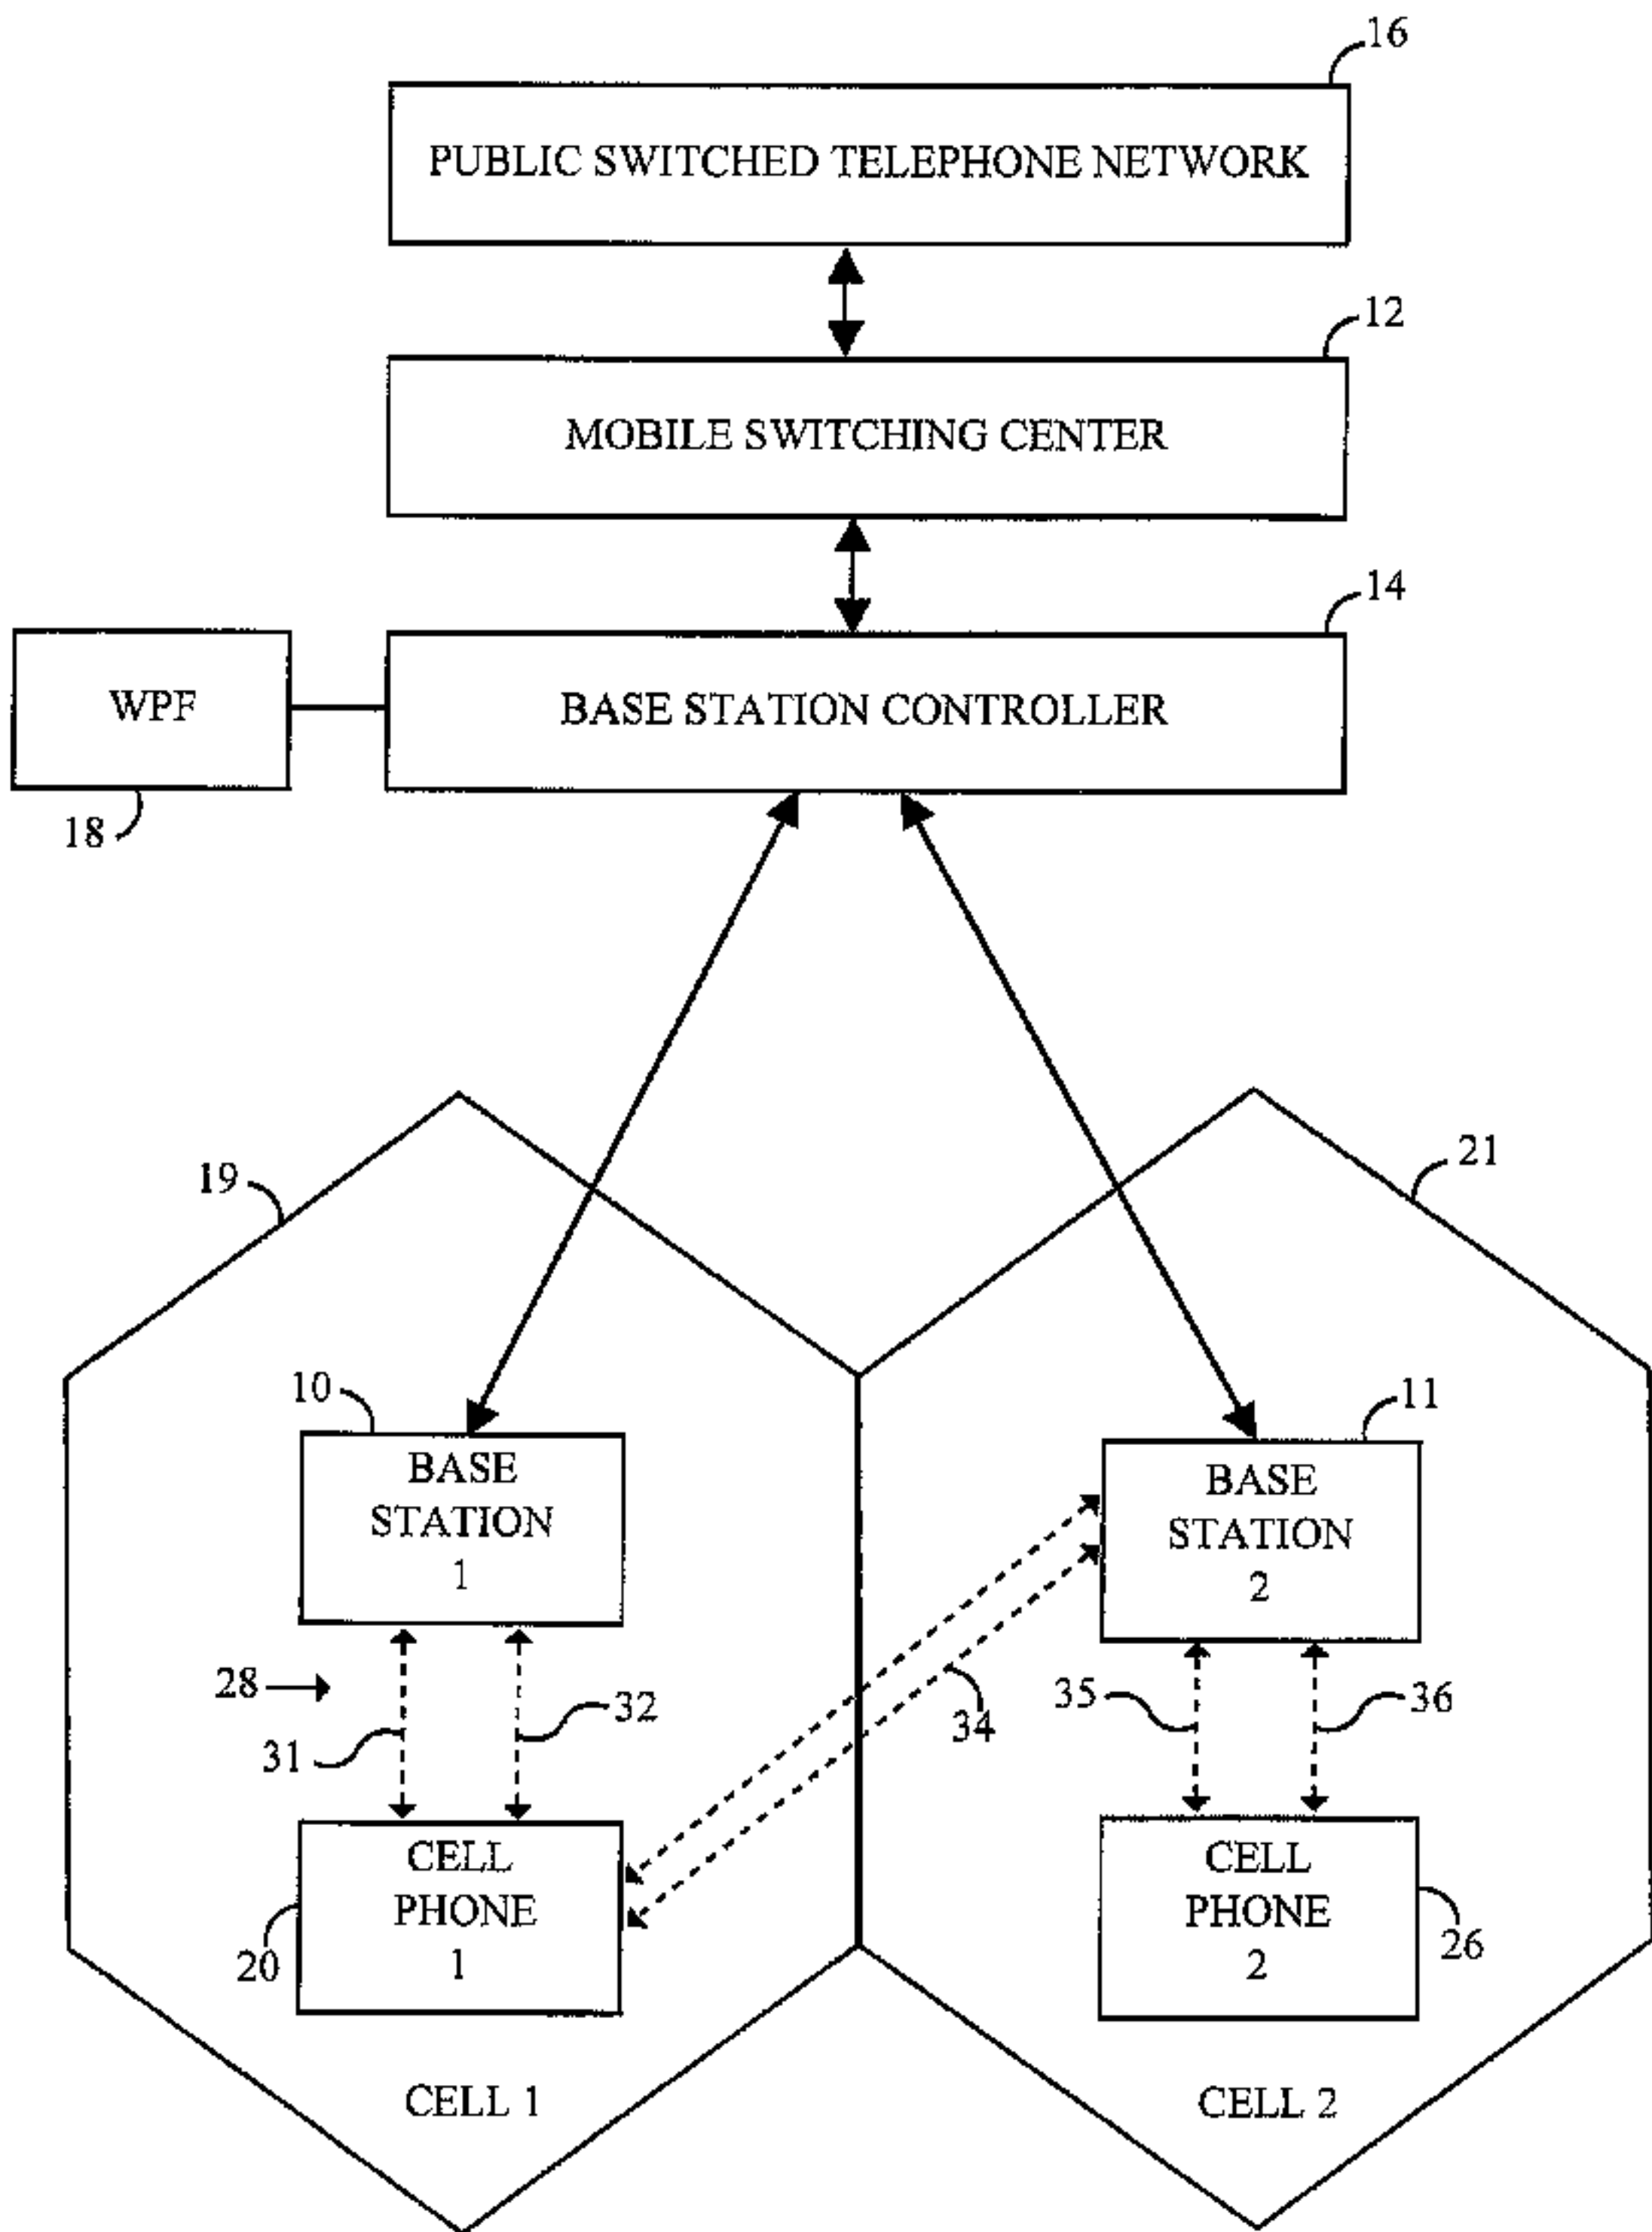 16
PUBLIC SWITCHED TELEPHONE NETWORK
12
MOBILE SWITCHING CENTER
14
WPF
BASE STATION CONTROLLER
18
19
21
10
11
BASE
STATION
1
BASE
STATION
2
28
32
31
34
35
36
CELL
PHONE
1
CELL
PHONE
2
20
26
CELL 1
CELL 2